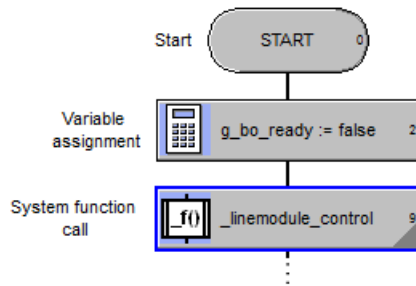 Start
START 0
Variable
assignment
g_bo_ready := false 2
System function
call
_f() _linemodule_control 9